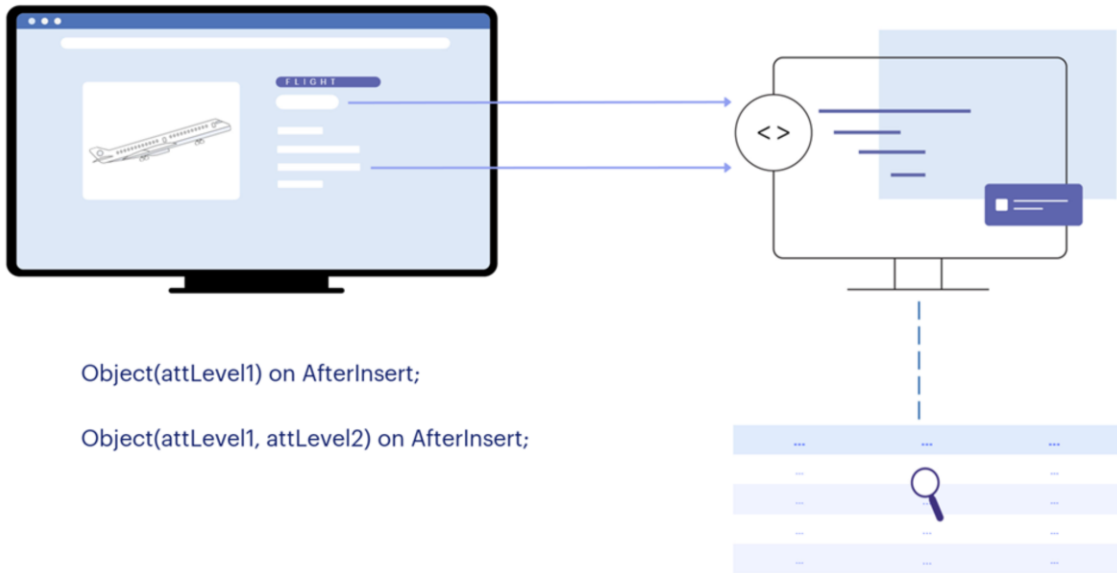 FLIGHT
<>
Object(attLevel1) on AfterInsert;
Object(attLevel1, attLevel2) on AfterInsert;
... ... ...
... ...
... ... ...
... ... ...
... ... ...